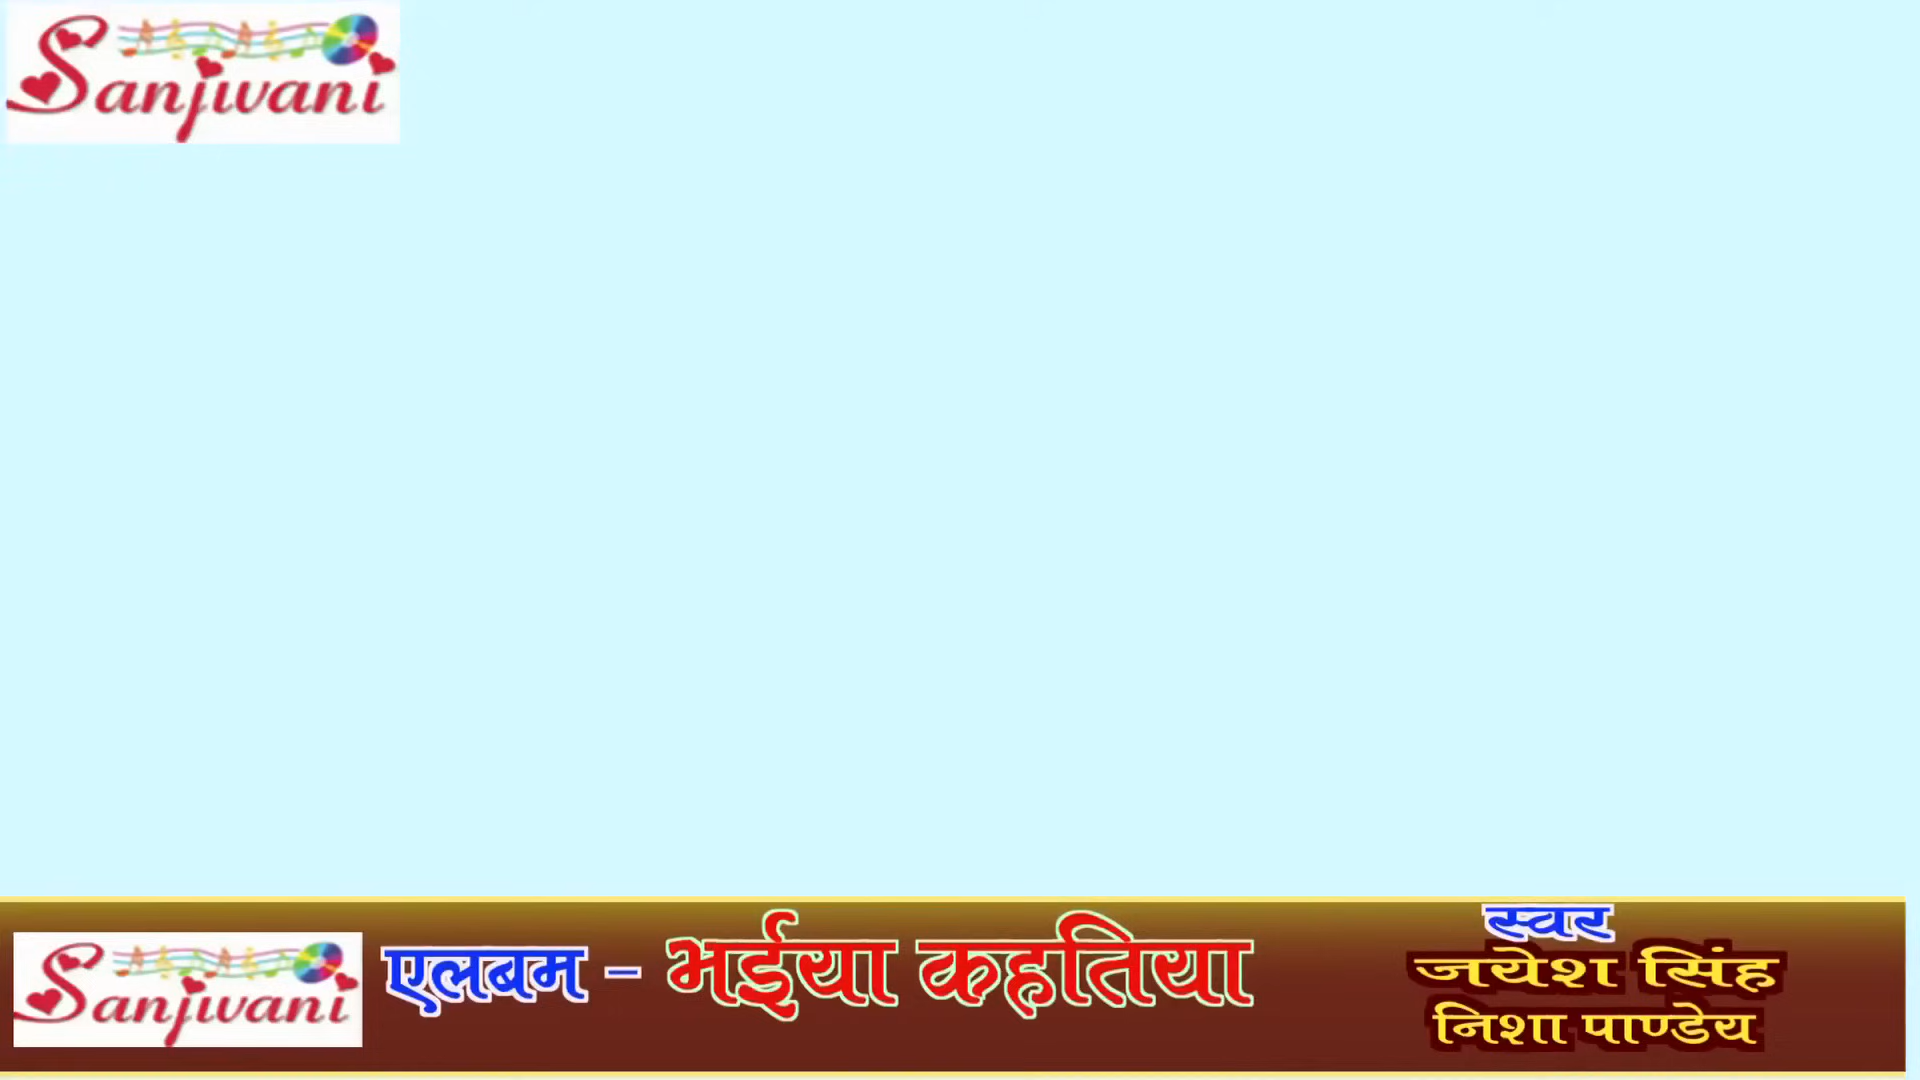 Sanjivani
Sanjivani
एलबम – भईया कहतिया
स्वर
जयेश सिंह
निशा पाण्डेय